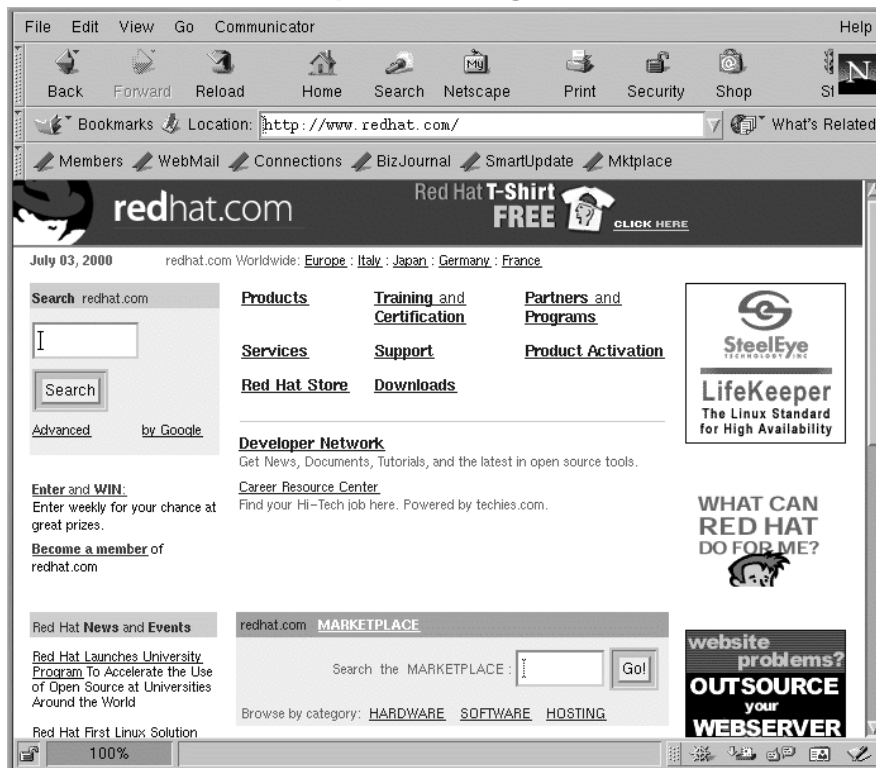 File Edit View Go Communicator Help
Back Forward Reload Home Search Netscape Print Security Shop
My
N
Bookmarks Location: http://www.redhat.com/ What's Related
Members WebMail Connections BizJournal SmartUpdate Mktplace
redhat.com
Red Hat T-Shirt
FREE
CLICK HERE
July 03, 2000 redhat.com Worldwide: Europe : Italy : Japan : Germany : France
Search redhat.com
Search
Advanced by Google
Enter and WIN:
Enter weekly for your chance at
great prizes.
Become a member of
redhat.com
Products Training and Certification Partners and Programs
Services Support Product Activation
Red Hat Store Downloads
Developer Network
Get News, Documents, Tutorials, and the latest in open source tools.
Career Resource Center
Find your Hi-Tech job here. Powered by techies.com.
SteelEye
TECHNOLOGY INC
LifeKeeper
The Linux Standard
for High Availability
WHAT CAN
RED HAT
DO FOR ME?
Red Hat News and Events
Red Hat Launches University
Program To Accelerate the Use
of Open Source at Universities
Around the World
Red Hat First Linux Solution
redhat.com MARKETPLACE
Search the MARKETPLACE : Go!
Browse by category: HARDWARE SOFTWARE HOSTING
website
problems?
OUTSOURCE
your
WEBSERVER
100%